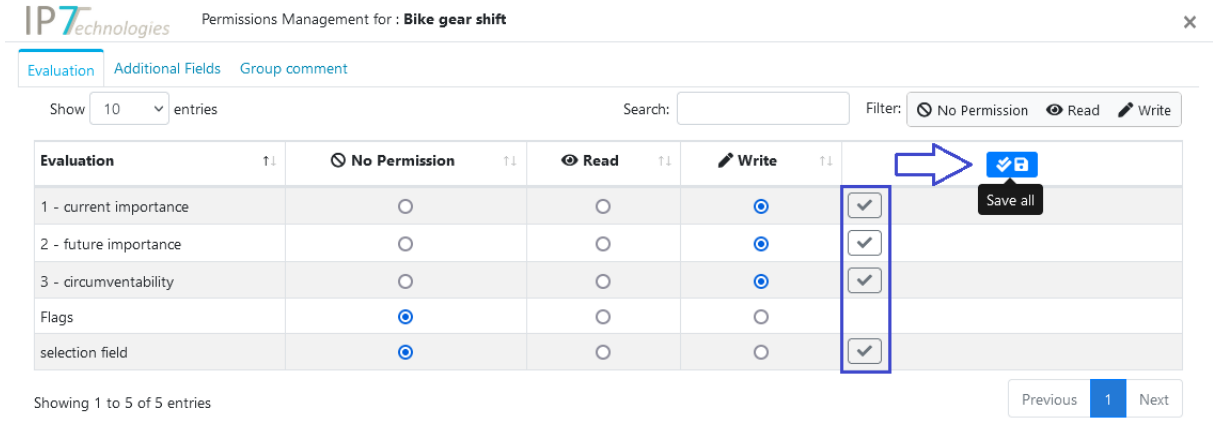 IP7echnologies Permissions Management for : Bike gear shift
Evaluation Additional Fields Group comment
Show 10 entries Search: Filter: No Permission Read Write
Evaluation No Permission Read Write
Save all
1 - current importance
2 - future importance
3 - circumventability
Flags
selection field
Showing 1 to 5 of 5 entries Previous 1 Next